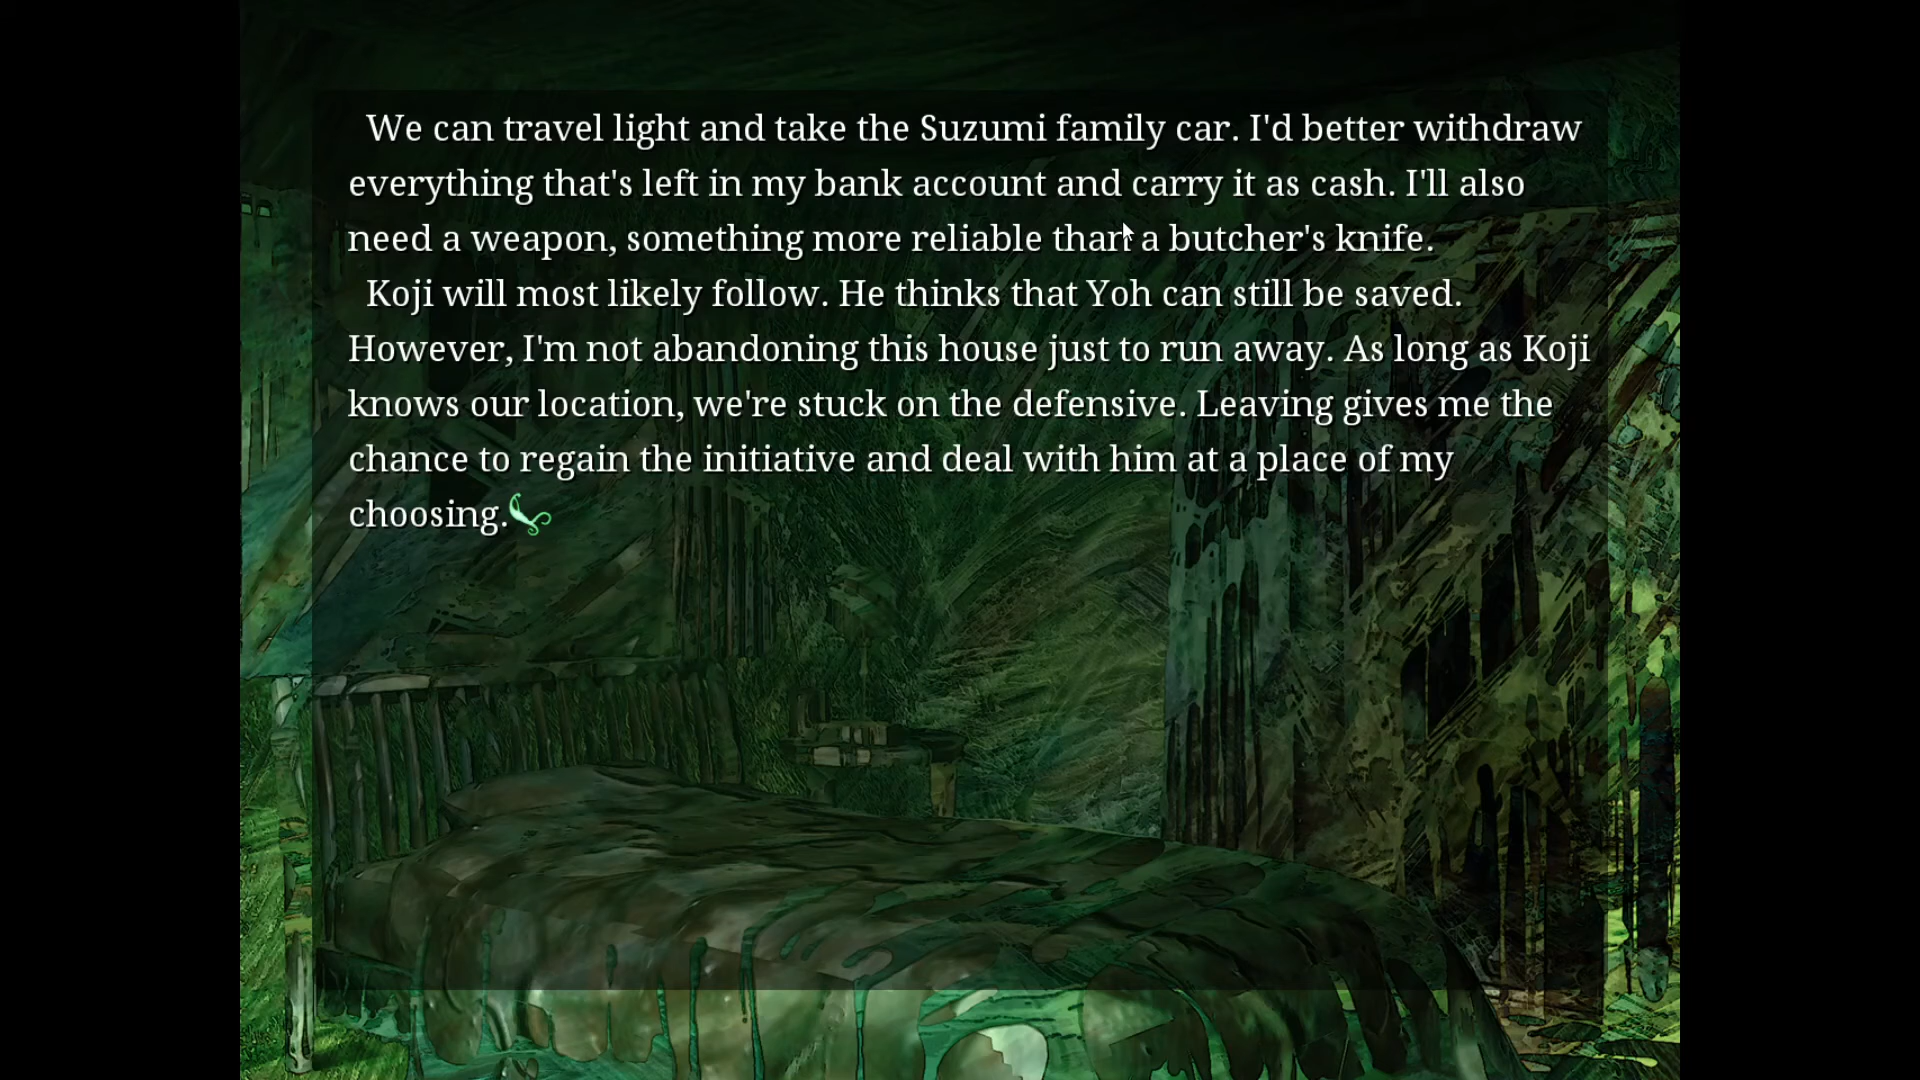 We can travel light and take the Suzumi family car. I'd better withdraw
everything that's left in my bank account and carry it as cash. I'll also
need a weapon, something more reliable than a butcher's knife.
Koji will most likely follow. He thinks that Yoh can still be saved.
However, I'm not abandoning this house just to run away. As long as Koji
knows our location, we're stuck on the defensive. Leaving gives me the
chance to regain the initiative and deal with him at a place of my
choosing.